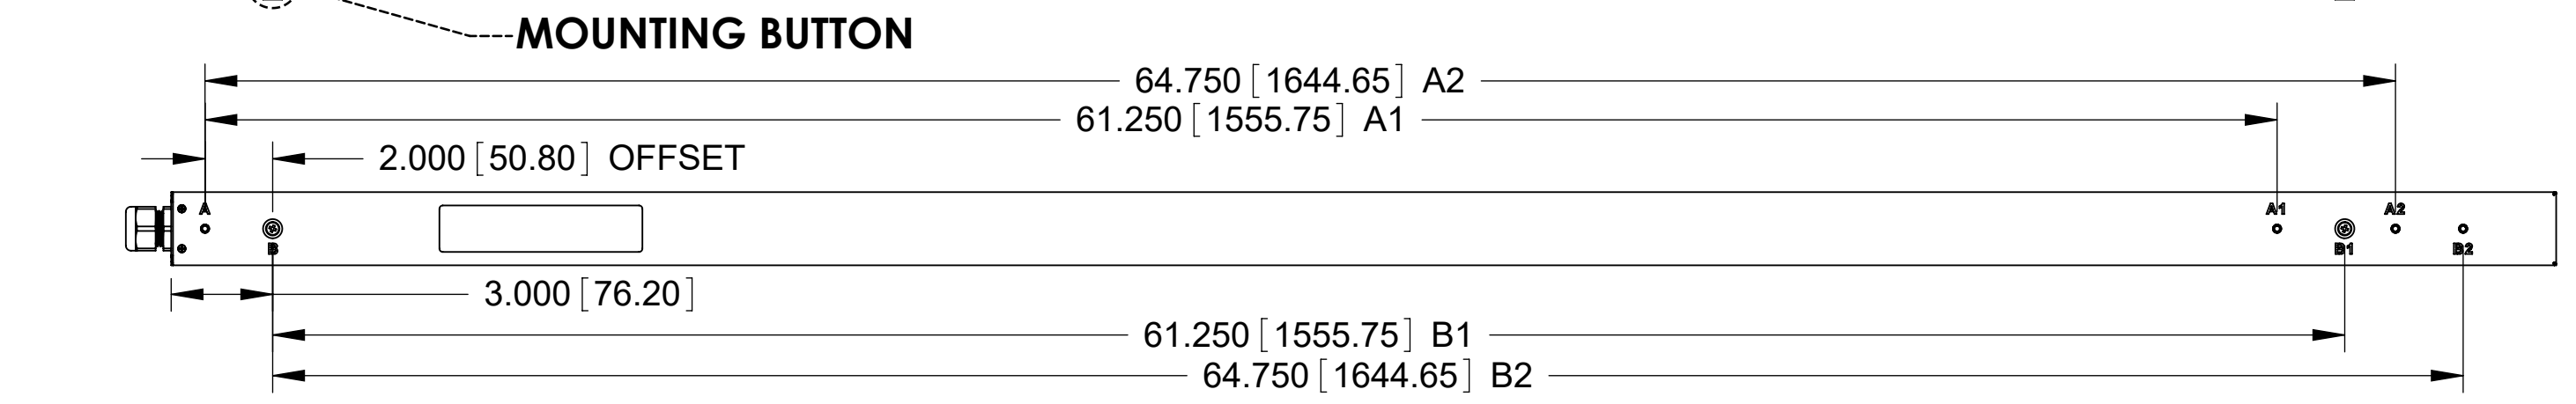 MOUNTING BUTTON
64.750 [1644.65] A2
61.250 [1555.75] A1
2.000 [50.80] OFFSET
A A1 A2
B B1 B2
3.000 [76.20]
61.250 [1555.75] B1
64.750 [1644.65] B2